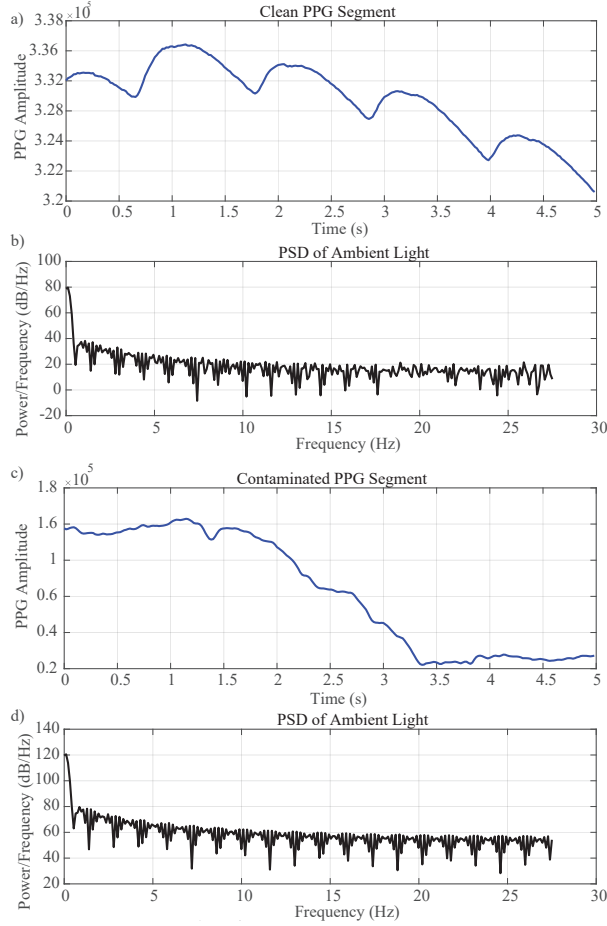 a)
Clean PPG Segment
×10⁵
3.38
3.36
3.32
3.28
3.24
3.22
3.2
PPG Amplitude
0 0.5 1 1.5 2 2.5 3 3.5 4 4.5 5
Time (s)
b)
PSD of Ambient Light
100
80
60
40
20
0
-20
Power/Frequency (dB/Hz)
0 5 10 15 20 25 30
Frequency (Hz)
c)
Contaminated PPG Segment
×10⁵
1.8
1.6
1
0.6
0.4
0.2
PPG Amplitude
0 0.5 1 1.5 2 2.5 3 3.5 4 4.5 5
Time (s)
d)
PSD of Ambient Light
140
120
100
80
60
40
20
Power/Frequency (dB/Hz)
0 5 10 15 20 25 30
Frequency (Hz)